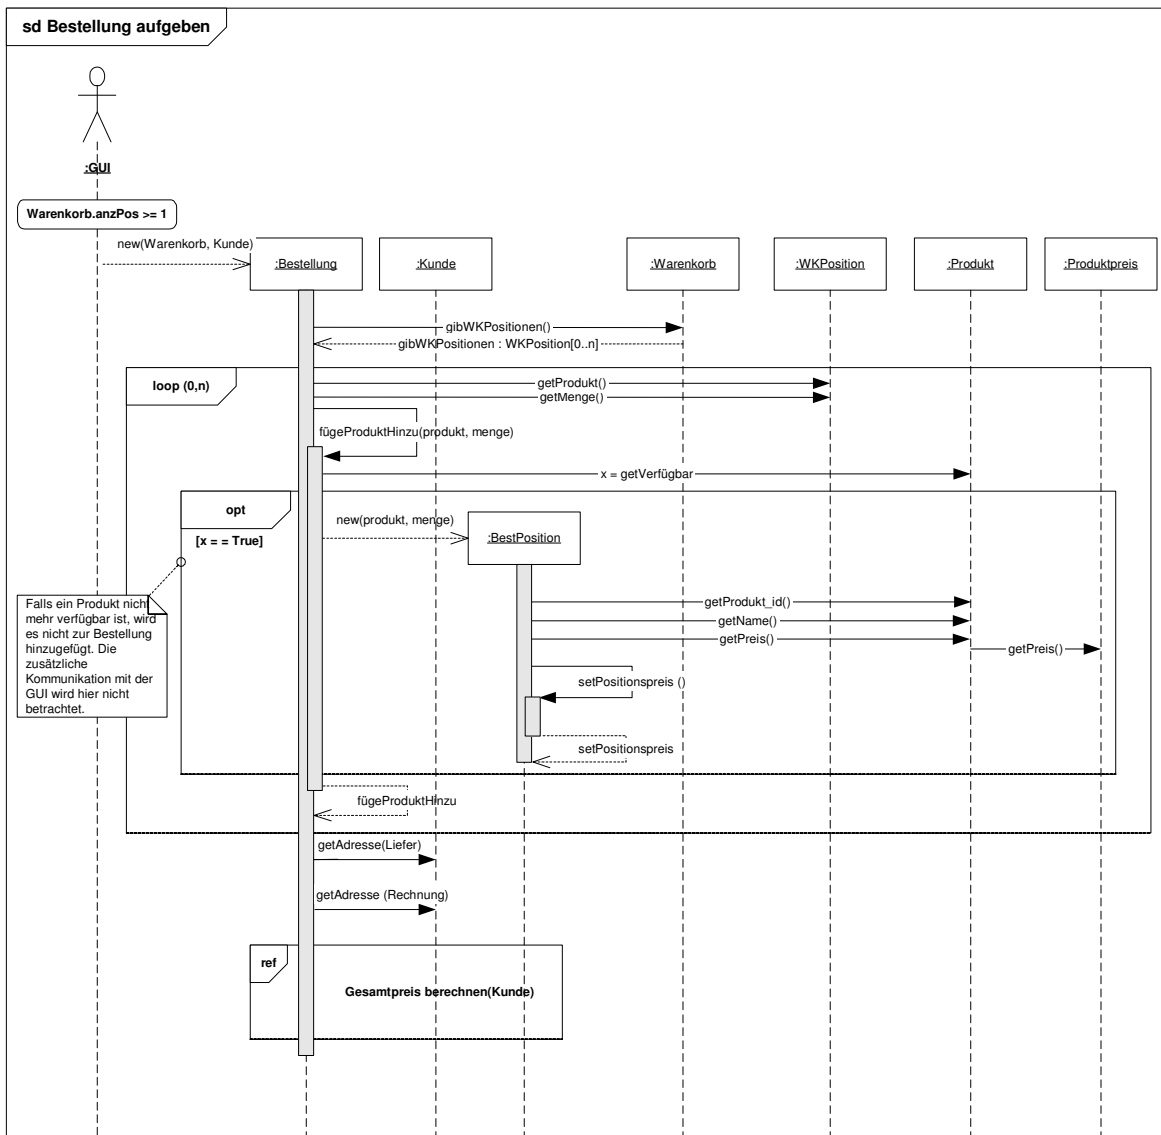 sd Bestellung aufgeben
:GUI
Warenkorb.anzPos >= 1
new(Warenkorb, Kunde)
:Bestellung
:Kunde
:Warenkorb
:WKPosition
:Produkt
:Produktpreis
gibWKPositionen()
gibWKPositionen : WKPosition[0..n]
loop (0,n)
getProdukt()
getMenge()
fügeProduktHinzu(produkt, menge)
x = getVerfügbar
opt
[x = = True]
new(produkt, menge)
:BestPosition
Falls ein Produkt nicht
mehr verfügbar ist, wird
es nicht zur Bestellung
hinzugefügt. Die
zusätzliche
Kommunikation mit der
GUI wird hier nicht
betrachtet.
getProdukt_id()
getName()
getPreis()
getPreis()
setPositionspreis ()
setPositionspreis
fügeProduktHinzu
getAdresse(Liefer)
getAdresse (Rechnung)
ref
Gesamtpreis berechnen(Kunde)